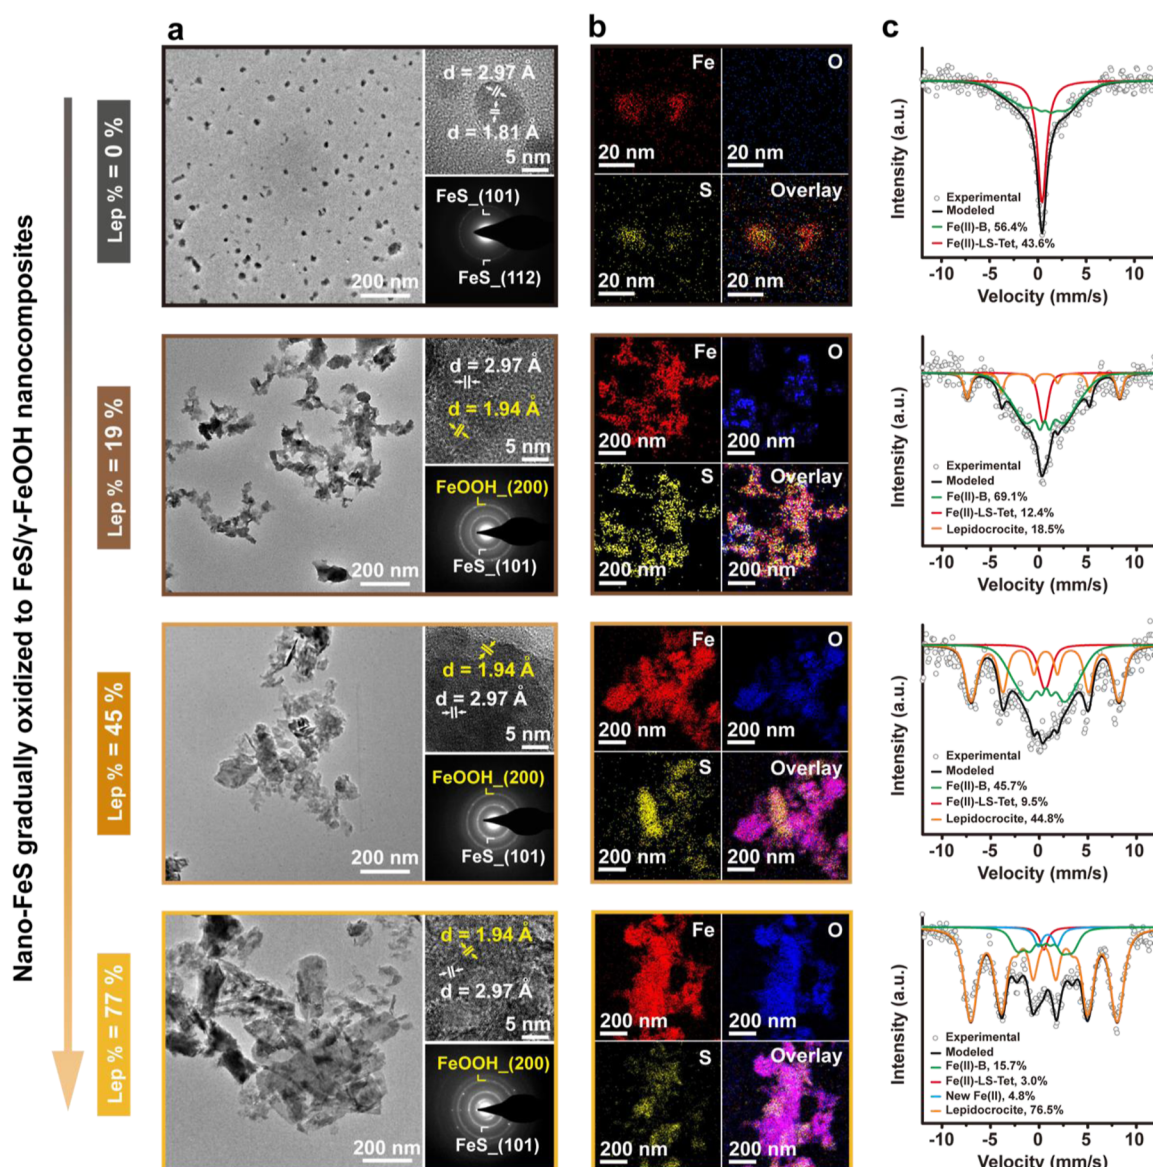 a
b
c
Nano-FeS gradually oxidized to FeS/γ-FeOOH nanocomposites
Lep % = 0 %
200 nm
d = 2.97 Å
d = 1.81 Å
5 nm
FeS_(101)
FeS_(112)
Fe
20 nm
O
20 nm
S
20 nm
Overlay
20 nm
Intensity (a.u.)
Experimental
Modeled
Fe(II)-B, 56.4%
Fe(II)-LS-Tet, 43.6%
-10 -5 0 5 10
Velocity (mm/s)
Lep % = 19 %
200 nm
d = 2.97 Å
d = 1.94 Å
5 nm
FeOOH_(200)
FeS_(101)
Fe
200 nm
O
200 nm
S
200 nm
Overlay
200 nm
Intensity (a.u.)
Experimental
Modeled
Fe(II)-B, 69.1%
Fe(II)-LS-Tet, 12.4%
Lepidocrocite, 18.5%
-10 -5 0 5 10
Velocity (mm/s)
Lep % = 45 %
200 nm
d = 1.94 Å
d = 2.97 Å
5 nm
FeOOH_(200)
FeS_(101)
Fe
200 nm
O
200 nm
S
200 nm
Overlay
200 nm
Intensity (a.u.)
Experimental
Modeled
Fe(II)-B, 45.7%
Fe(II)-LS-Tet, 9.5%
Lepidocrocite, 44.8%
-10 -5 0 5 10
Velocity (mm/s)
Lep % = 77 %
200 nm
d = 1.94 Å
d = 2.97 Å
5 nm
FeOOH_(200)
FeS_(101)
Fe
200 nm
O
200 nm
S
200 nm
Overlay
200 nm
Intensity (a.u.)
Experimental
Modeled
Fe(II)-B, 15.7%
Fe(II)-LS-Tet, 3.0%
New Fe(II), 4.8%
Lepidocrocite, 76.5%
-10 -5 0 5 10
Velocity (mm/s)